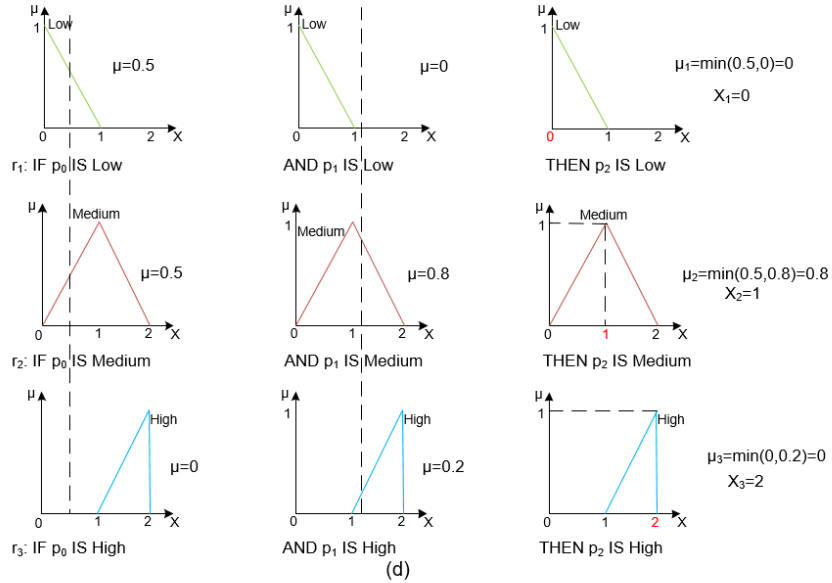 μ
Low
1
μ=0.5
0
1
2
X
r₁: IF p₀ IS Low
μ
Low
1
μ=0
0
1
2
X
AND p₁ IS Low
μ
Low
1
μ₁=min(0.5,0)=0
X₁=0
0
1
2
X
THEN p₂ IS Low
μ
Medium
μ=0.5
0
1
2
X
r₂: IF p₀ IS Medium
μ
1
Medium
μ=0.8
0
1
2
X
AND p₁ IS Medium
μ
1
Medium
μ₂=min(0.5,0.8)=0.8
X₂=1
0
1
2
X
THEN p₂ IS Medium
μ
High
μ=0
0
1
2
X
r₃: IF p₀ IS High
μ
1
High
μ=0.2
0
1
2
X
AND p₁ IS High
μ
1
High
μ₃=min(0,0.2)=0
X₃=2
0
1
2
X
THEN p₂ IS High
(d)